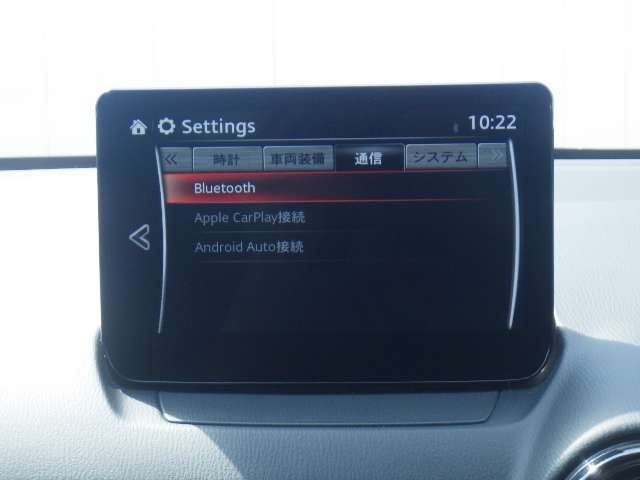 Settings 10:22
時計 車両装備 通信 システム
Bluetooth
Apple CarPlay接続
Android Auto接続